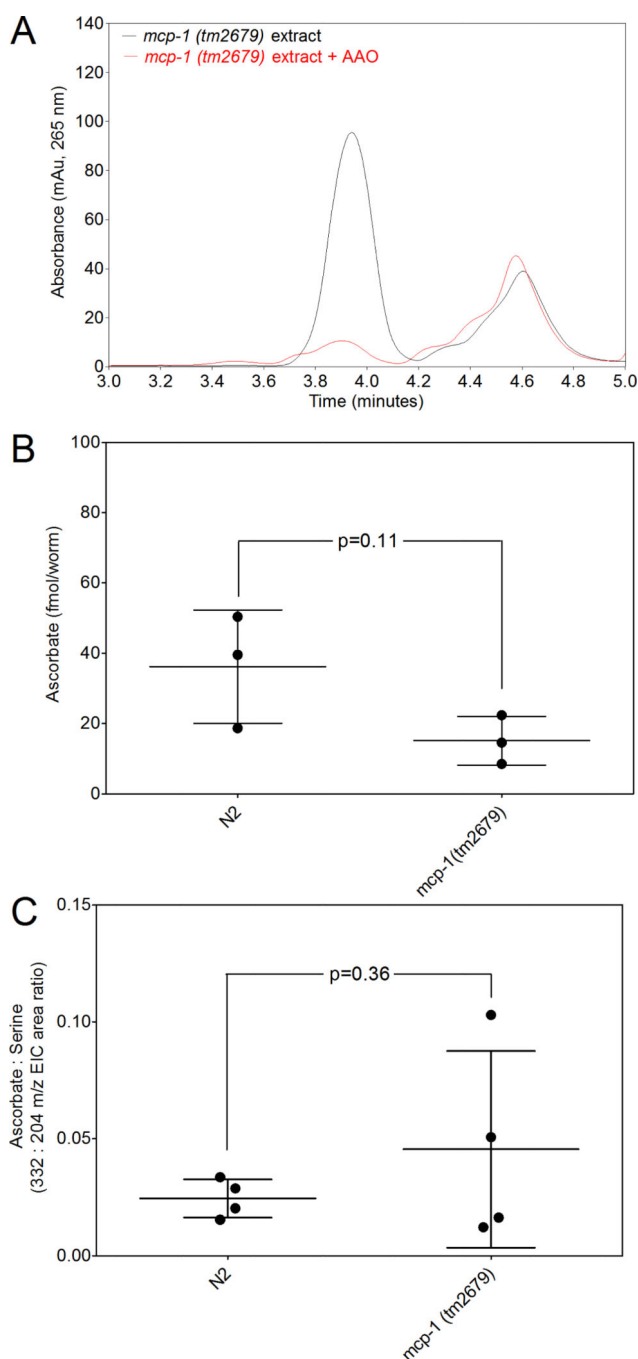 A
mcp-1 (tm2679) extract
mcp-1 (tm2679) extract + AAO
140
120
100
80
60
40
20
0
Absorbance (mAu, 265 nm)
3.0 3.2 3.4 3.6 3.8 4.0 4.2 4.4 4.6 4.8 5.0
Time (minutes)
B
100
80
60
40
20
0
Ascorbate (fmol/worm)
p=0.11
N2
mcp-1(tm2679)
C
0.15
0.10
0.05
0.00
Ascorbate : Serine
(332 : 204 m/z EIC area ratio)
p=0.36
N2
mcp-1 (tm2679)